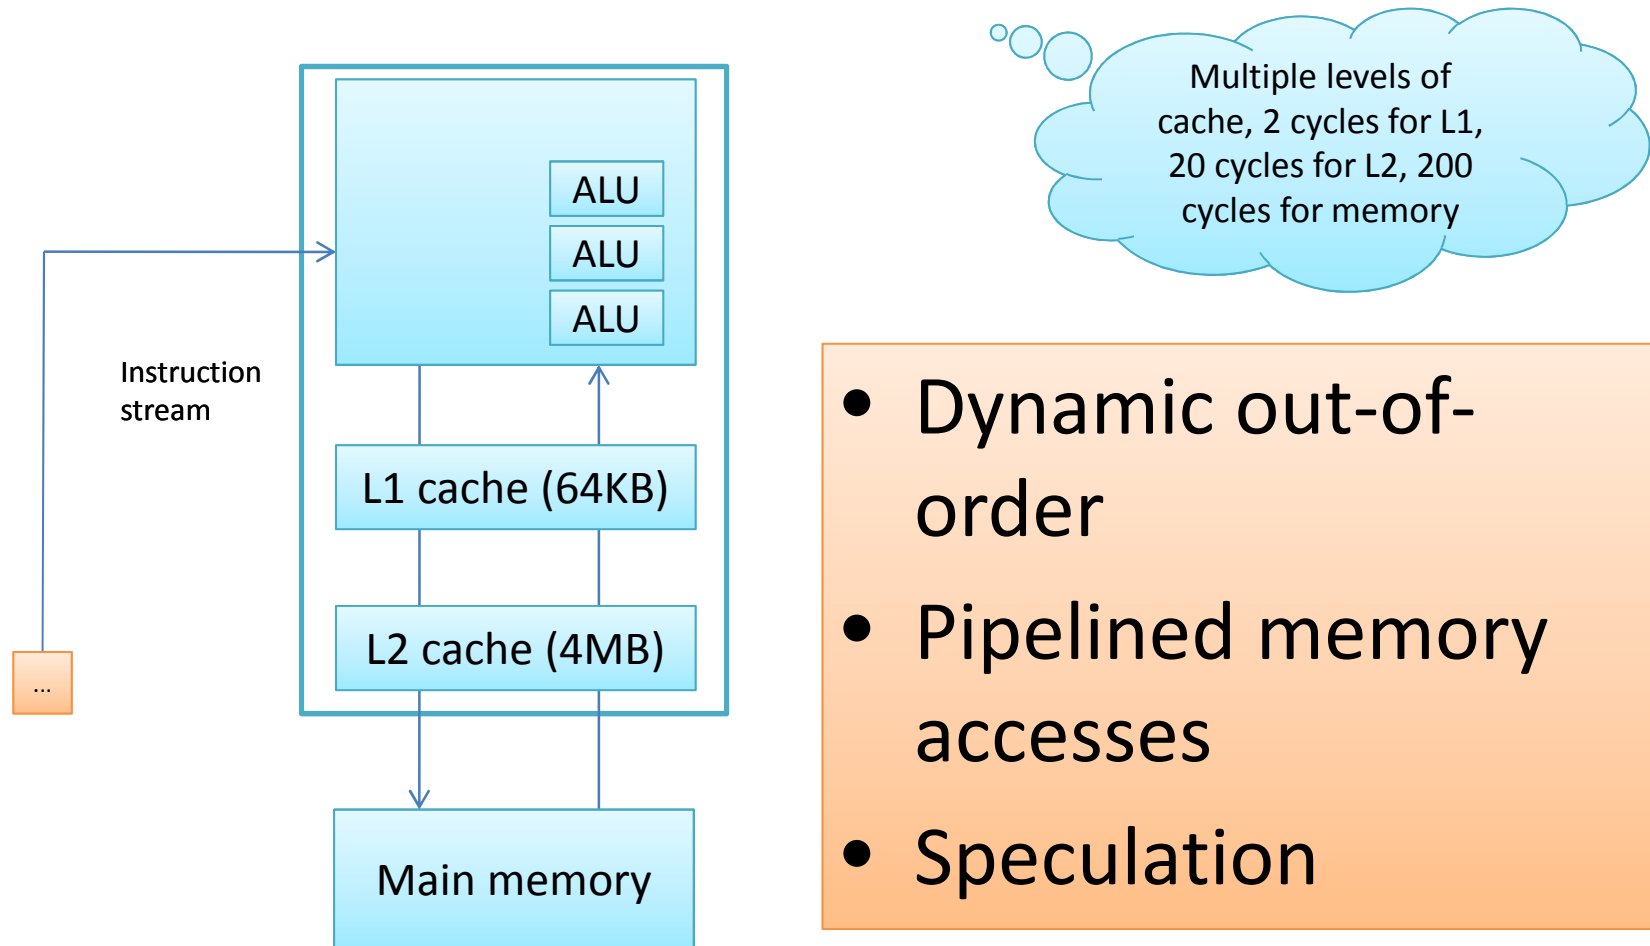 Multiple levels of
cache, 2 cycles for L1,
20 cycles for L2, 200
cycles for memory
ALU
ALU
ALU
Instruction
stream
L1 cache (64KB)
L2 cache (4MB)
...
Main memory
• Dynamic out-of-
order
• Pipelined memory
accesses
• Speculation